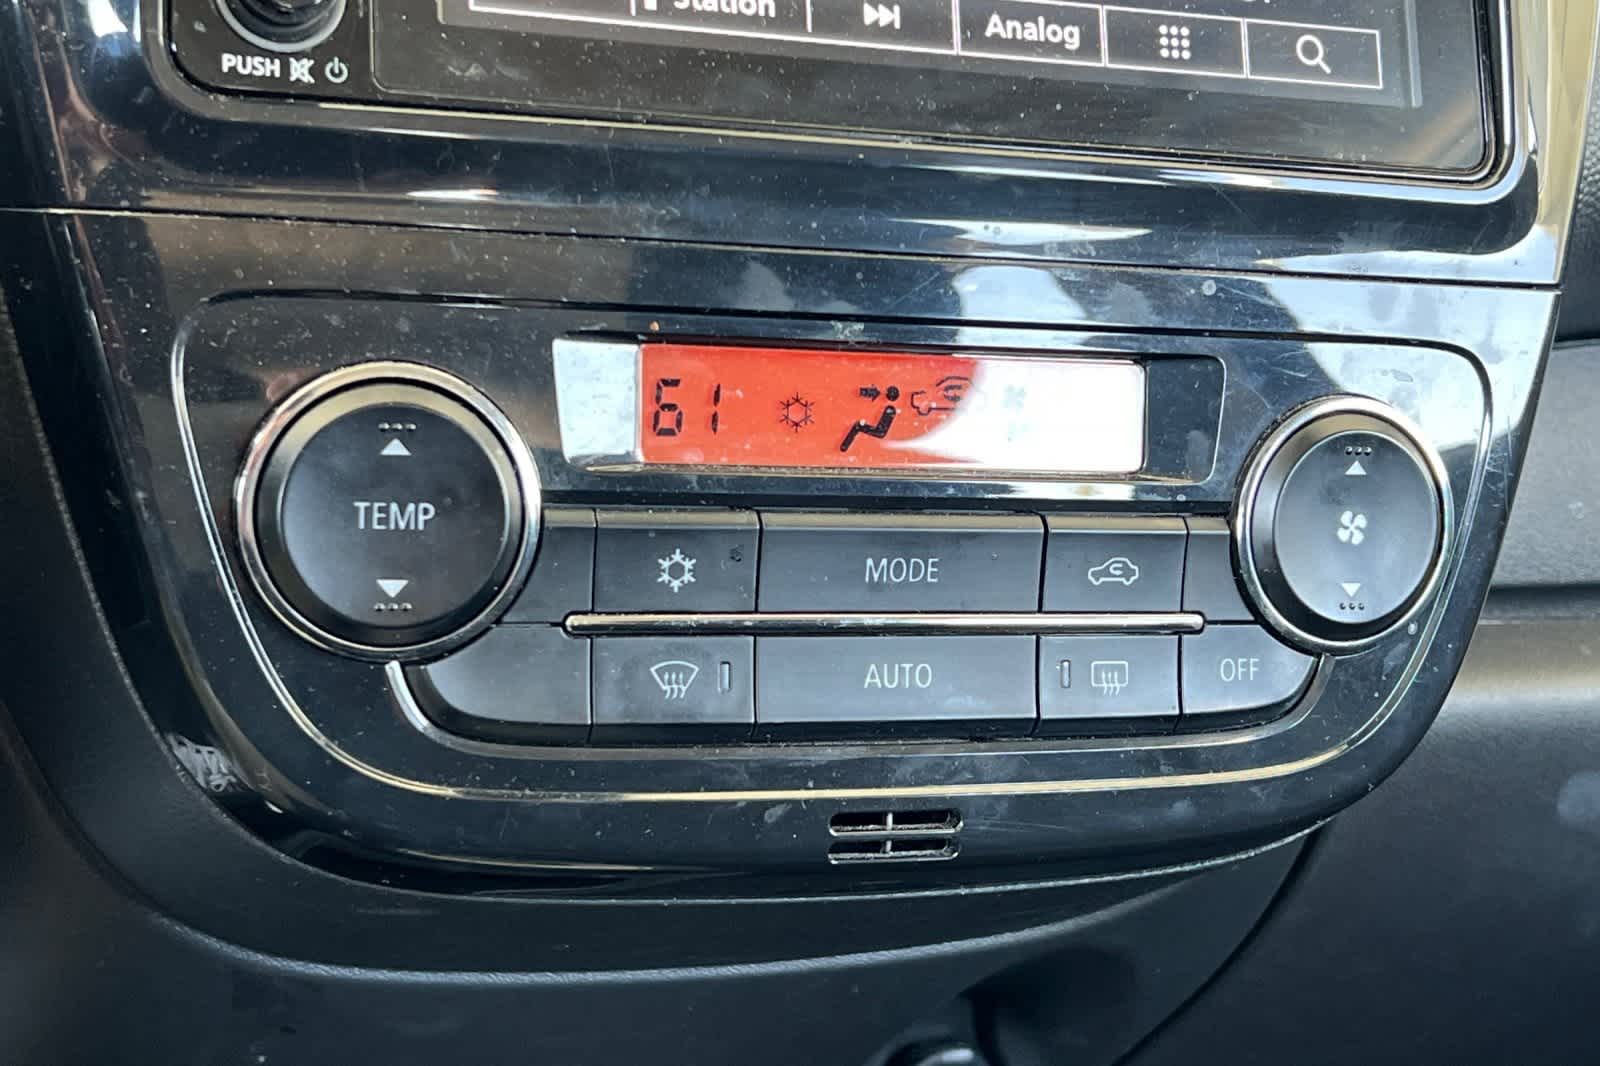 Station
Analog
PUSH
61
TEMP
MODE
AUTO
OFF